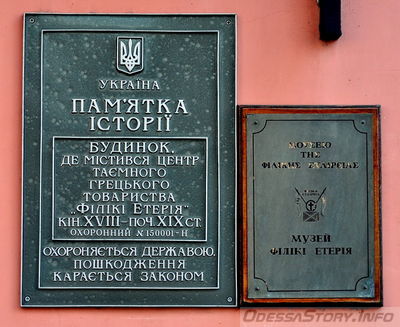 УКРАЇНА
ПАМ'ЯТКА
ІСТОРІЇ
БУДИНОК,
ДЕ МІСТИВСЯ ЦЕНТР
ТАЄМНОГО
ГРЕЦЬКОГО
ТОВАРИСТВА
„ФІЛІКІ ЕТЕРІЯ"
КІН.XVIII-ПОЧ.XIX СТ.
ОХОРОННИЙ № 150001-Н
ОХОРОНЯЄТЬСЯ ДЕРЖАВОЮ,
ПОШКОДЖЕННЯ
КАРАЄТЬСЯ ЗАКОНОМ
ΜΟΥΣΕΙΟ
ΤΗΣ
ΦΙΛΙΚΗΣ ΕΤΑΙΡΕΙΑΣ
МУЗЕЙ
ФІЛІКІ ЕТЕРІЯ
OdessaStory.Info